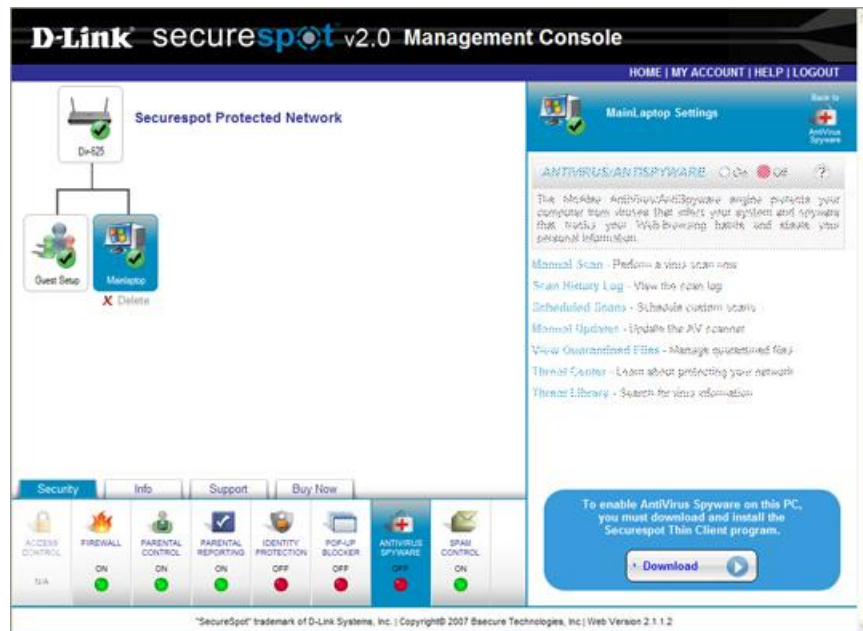 D-Link securespot v2.0 Management Console
HOME | MY ACCOUNT | HELP | LOGOUT
Securespot Protected Network
Dir-625
Guest Setup
Mainlaptop
X Delete
MainLaptop Settings
Back to
AntiVirus
Spyware
ANTIVIRUS/ANTISPYWARE On Off ?
The McAfee AntiVirus/AntiSpyware engine protects your
computer from viruses that infect your system and spyware
that tracks your Web-browsing habits and steals your
personal information.
Manual Scan - Perform a virus scan now
Scan History Log - View the scan log
Scheduled Scans - Schedule custom scans
Manual Updates - Update the AV scanner
View Quarantined Files - Manage quarantined files
Threat Center - Learn about protecting your network
Threat Library - Search for virus information
Security
Info
Support
Buy Now
ACCESS
CONTROL
N/A
FIREWALL
ON
PARENTAL
CONTROL
ON
PARENTAL
REPORTING
ON
IDENTITY
PROTECTION
OFF
POP-UP
BLOCKER
OFF
ANTIVIRUS
SPYWARE
OFF
SPAM
CONTROL
ON
To enable AntiVirus Spyware on this PC,
you must download and install the
Securespot Thin Client program.
Download
"SecureSpot" trademark of D-Link Systems, Inc. | Copyright© 2007 Bsecure Technologies, Inc | Web Version 2.1.1.2